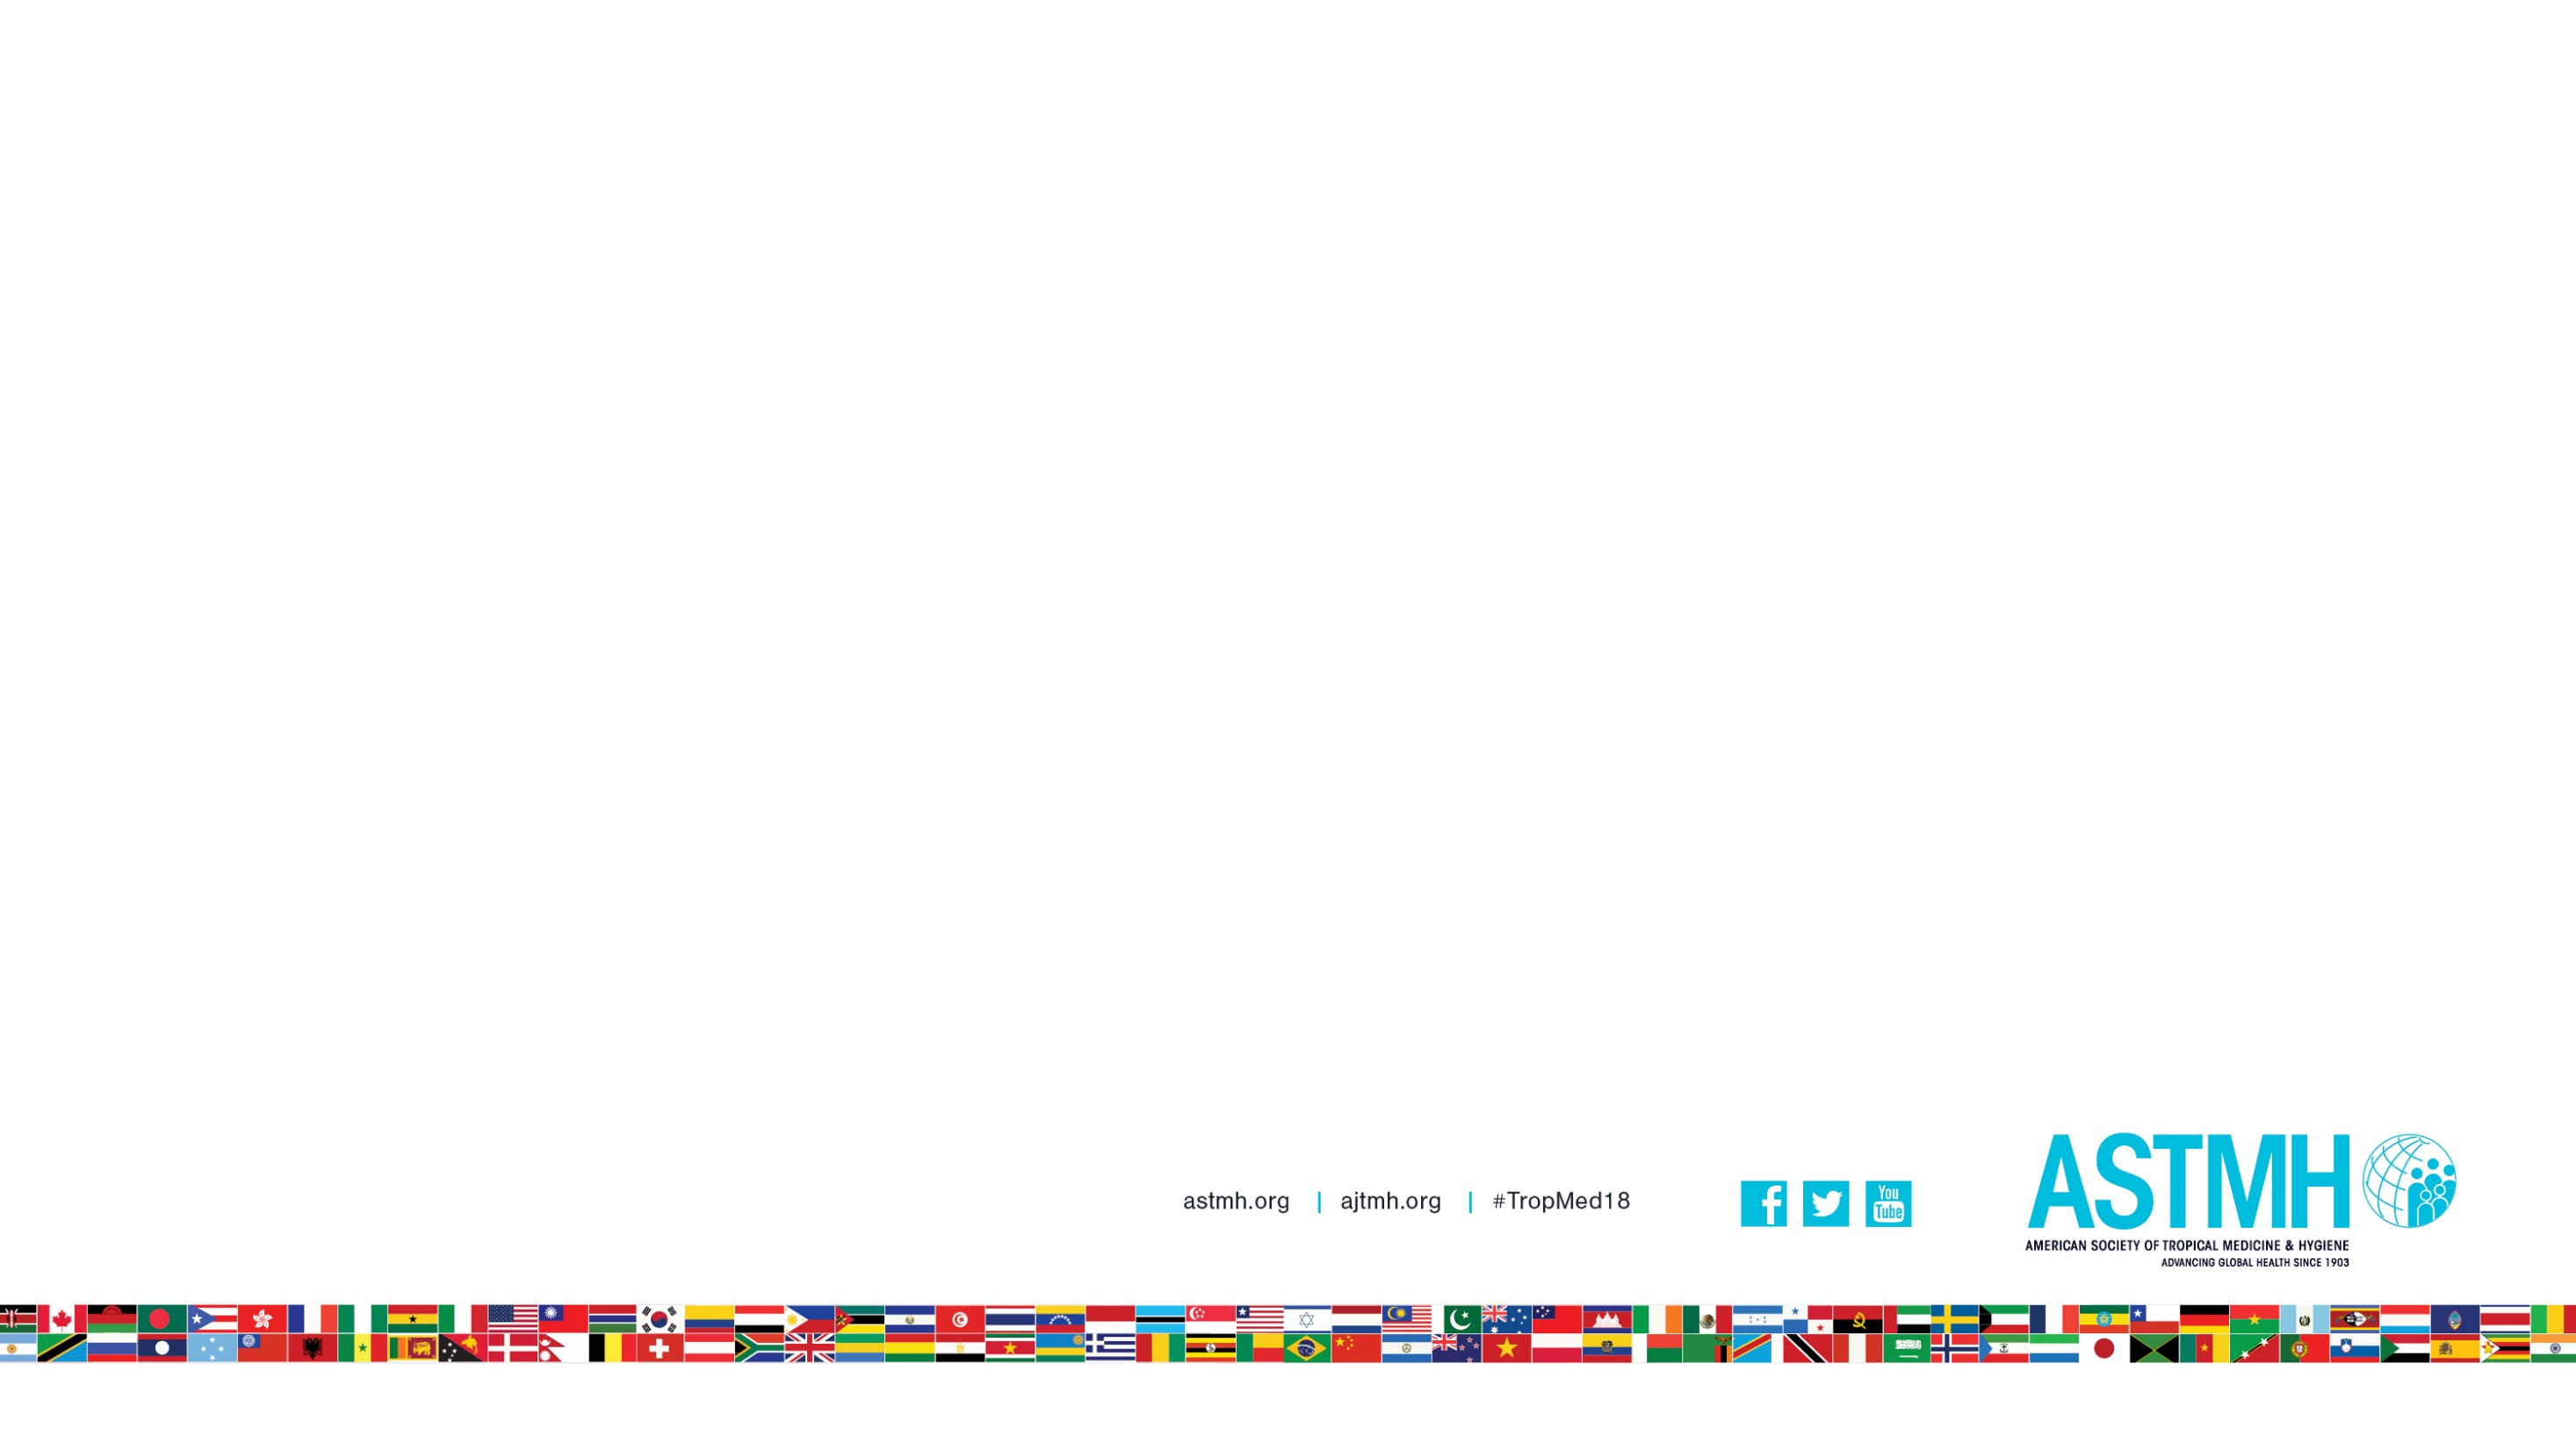 astmh.org | ajtmh.org | #TropMed18
You
Tube
ASTMH
AMERICAN SOCIETY OF TROPICAL MEDICINE & HYGIENE
ADVANCING GLOBAL HEALTH SINCE 1903